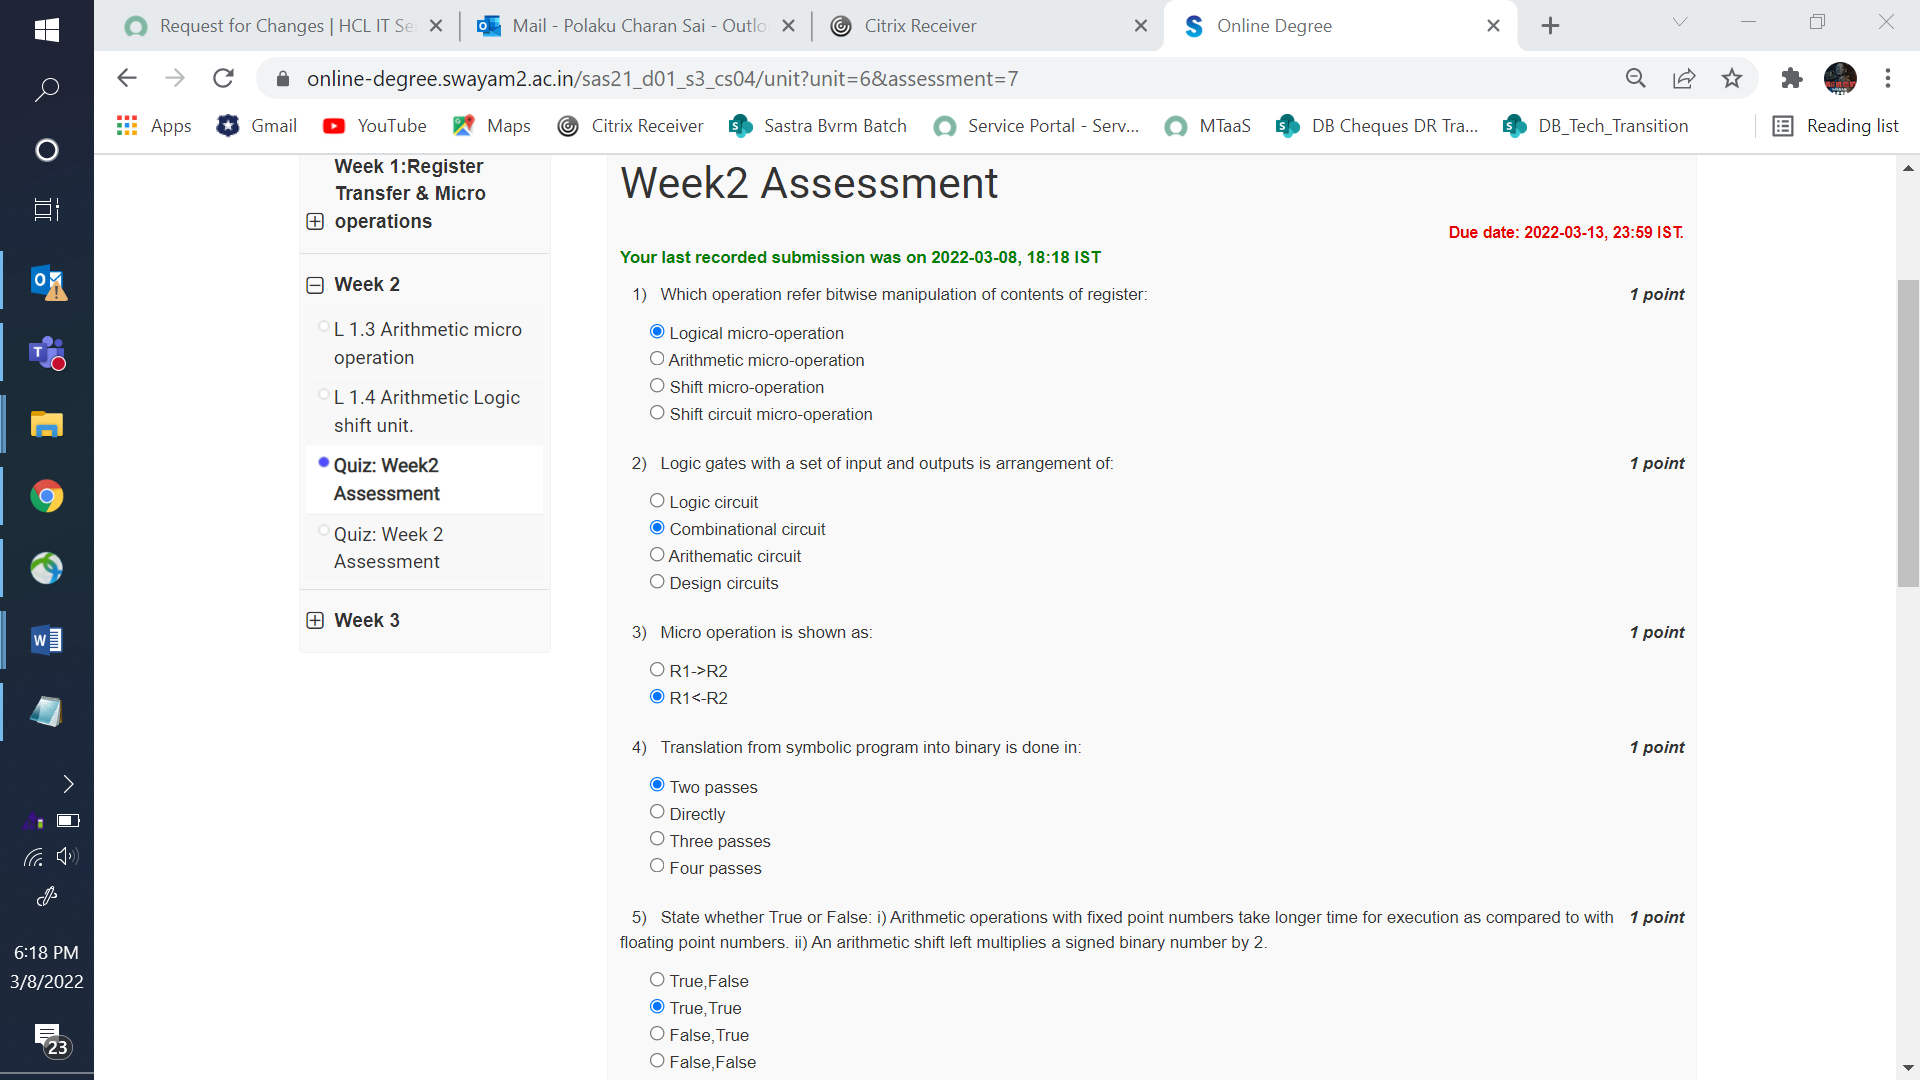 Request for Changes | HCL IT Se
Mail - Polaku Charan Sai - Outlo
Citrix Receiver
Online Degree
online-degree.swayam2.ac.in/sas21_d01_s3_cs04/unit?unit=6&assessment=7
Apps
Gmail
YouTube
Maps
Citrix Receiver
Sastra Bvrm Batch
Service Portal - Serv...
MTaaS
DB Cheques DR Tra...
DB_Tech_Transition
Reading list
Week 1:Register
Transfer & Micro
operations
Week 2
L 1.3 Arithmetic micro
operation
L 1.4 Arithmetic Logic
shift unit.
Quiz: Week2
Assessment
Quiz: Week 2
Assessment
Week 3
Week2 Assessment
Due date: 2022-03-13, 23:59 IST.
Your last recorded submission was on 2022-03-08, 18:18 IST
1) Which operation refer bitwise manipulation of contents of register: 1 point
Logical micro-operation
Arithmetic micro-operation
Shift micro-operation
Shift circuit micro-operation
2) Logic gates with a set of input and outputs is arrangement of: 1 point
Logic circuit
Combinational circuit
Arithematic circuit
Design circuits
3) Micro operation is shown as: 1 point
R1->R2
R1<-R2
4) Translation from symbolic program into binary is done in: 1 point
Two passes
Directly
Three passes
Four passes
5) State whether True or False: i) Arithmetic operations with fixed point numbers take longer time for execution as compared to with 1 point
floating point numbers. ii) An arithmetic shift left multiplies a signed binary number by 2.
True,False
True,True
False,True
False,False
6:18 PM
3/8/2022
23